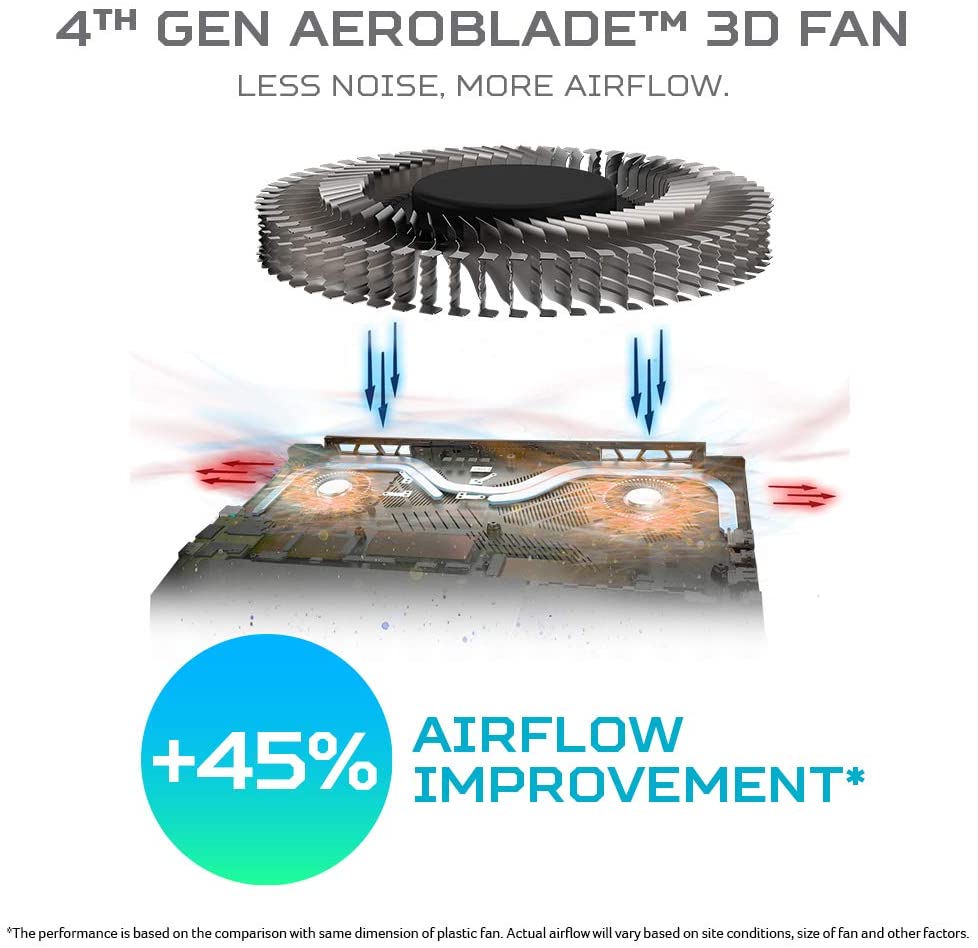 4TH GEN AEROBLADE™ 3D FAN
LESS NOISE, MORE AIRFLOW.
+45%
AIRFLOW
IMPROVEMENT*
*The performance is based on the comparison with same dimension of plastic fan. Actual airflow will vary based on site conditions, size of fan and other factors.